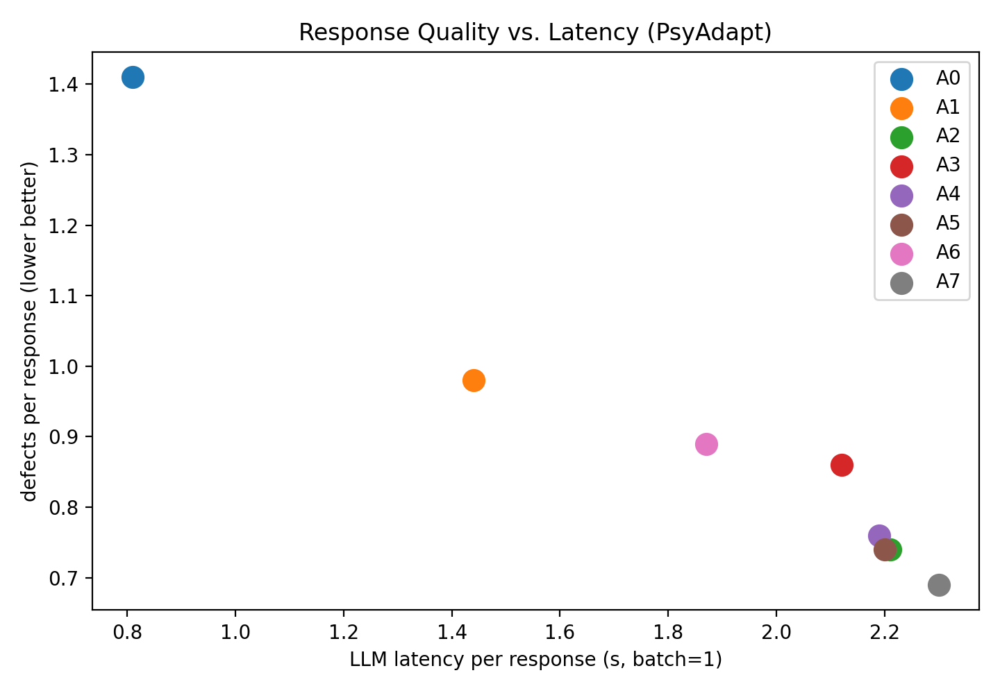 Response Quality vs. Latency (PsyAdapt)
defects per response (lower better)
1.4
1.3
1.2
1.1
1.0
0.9
0.8
0.7
A0
A1
A2
A3
A4
A5
A6
A7
0.8 1.0 1.2 1.4 1.6 1.8 2.0 2.2
LLM latency per response (s, batch=1)